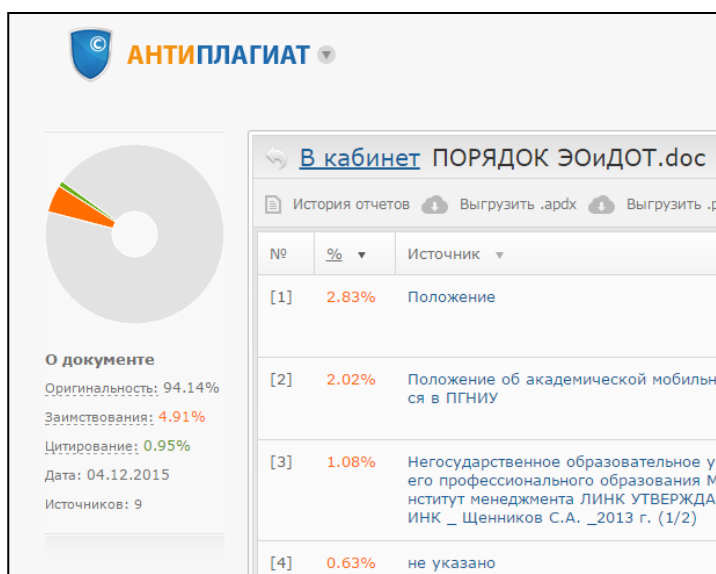 ©
АНТИПЛАГИАТ
О документе
Оригинальность: 94.14%
Заимствования: 4.91%
Цитирование: 0.95%
Дата: 04.12.2015
Источников: 9
В кабинет ПОРЯДОК ЭОиДОТ.doc
История отчетов Выгрузить .apdx Выгрузить .p
№ % Источник
[1] 2.83% Положение
[2] 2.02% Положение об академической мобильн
ся в ПГНИУ
[3] 1.08% Негосударственное образовательное у
его профессионального образования М
нститут менеджмента ЛИНК УТВЕРЖДА
ИНК _ Щенников С.А. _2013 г. (1/2)
[4] 0.63% не указано